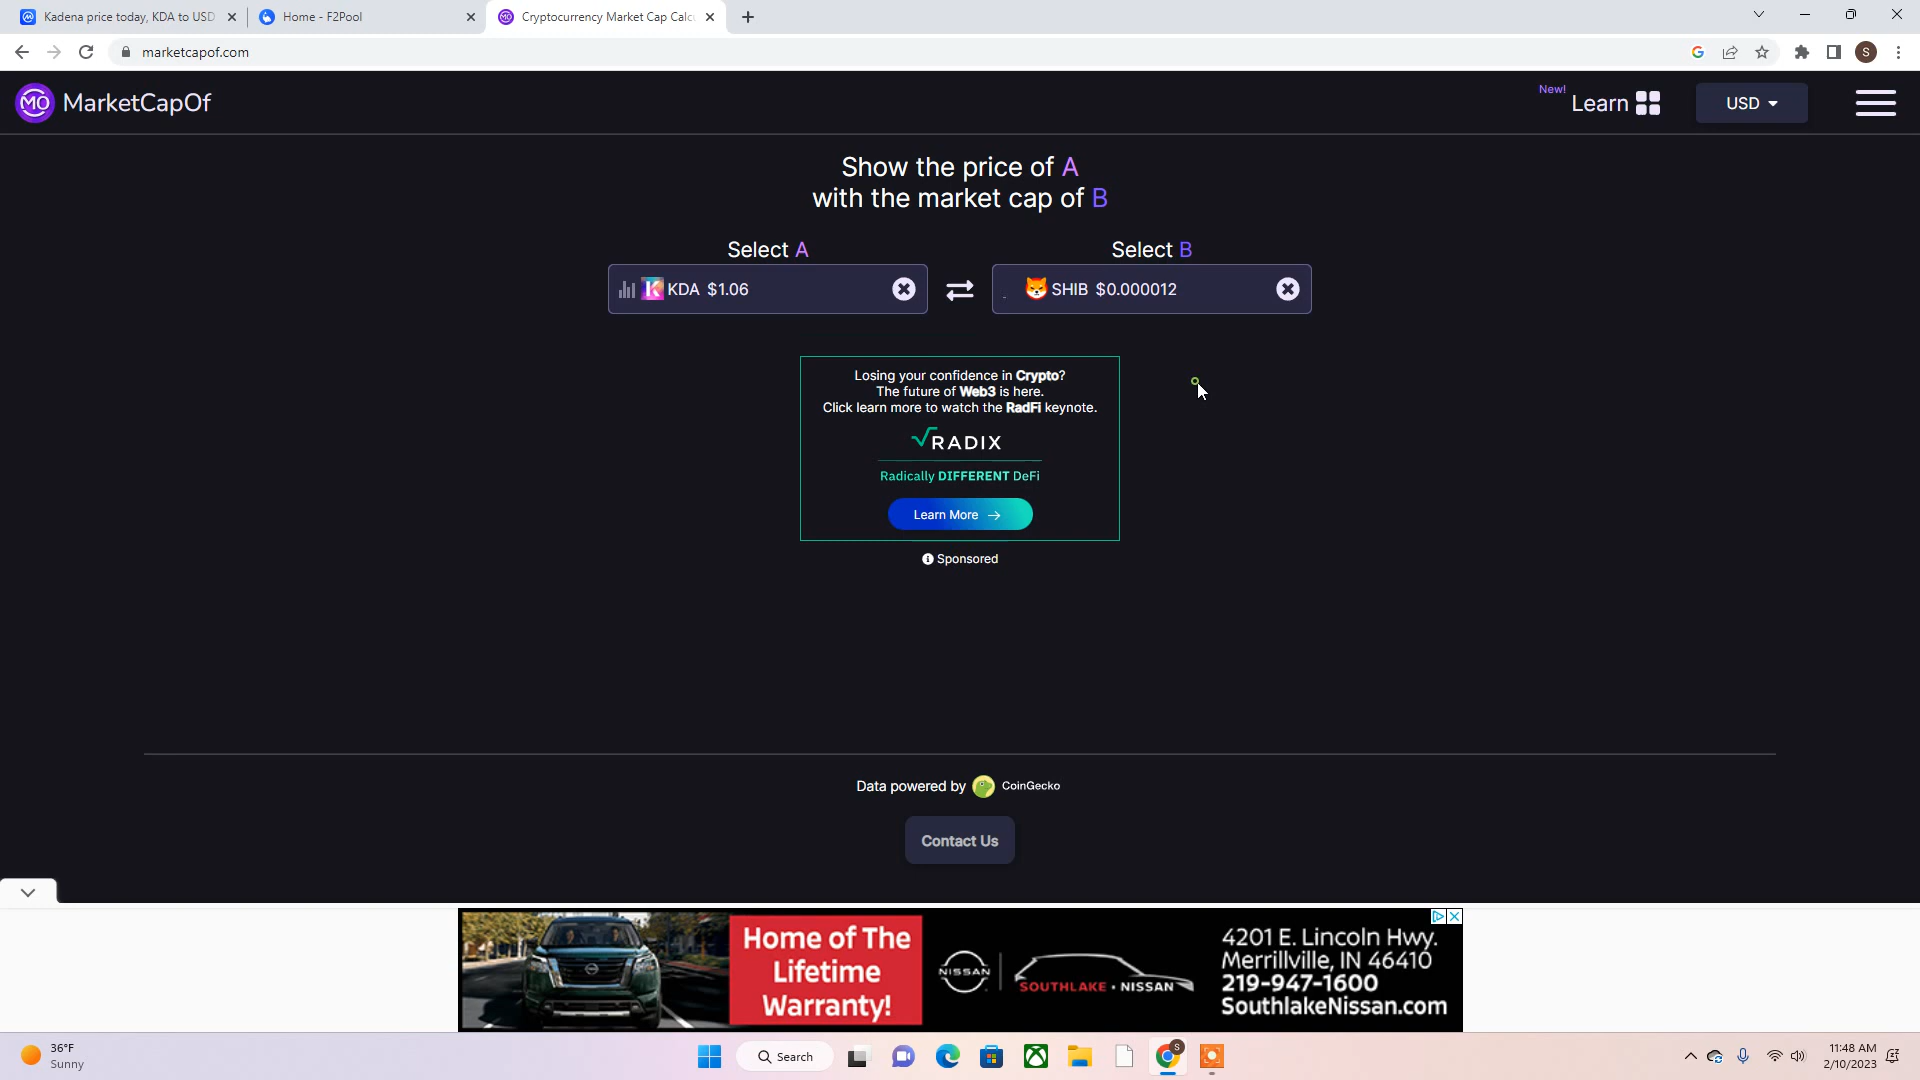 Kadena price today, KDA to USD
Home - F2Pool
Cryptocurrency Market Cap Calc
marketcapof.com
S
MO MarketCapOf
New!
Learn
USD
Show the price of A
with the market cap of B
Select A
Select B
KDA $1.06
SHIB $0.000012
Losing your confidence in Crypto?
The future of Web3 is here.
Click learn more to watch the RadFi keynote.
RADIX
Radically DIFFERENT DeFi
Learn More →
Sponsored
Data powered by CoinGecko
Contact Us
Home of The
Lifetime
Warranty!
NISSAN
SOUTHLAKE • NISSAN
4201 E. Lincoln Hwy.
Merrillville, IN 46410
219-947-1600
SouthlakeNissan.com
36°F
Sunny
Search
S
11:48 AM
2/10/2023